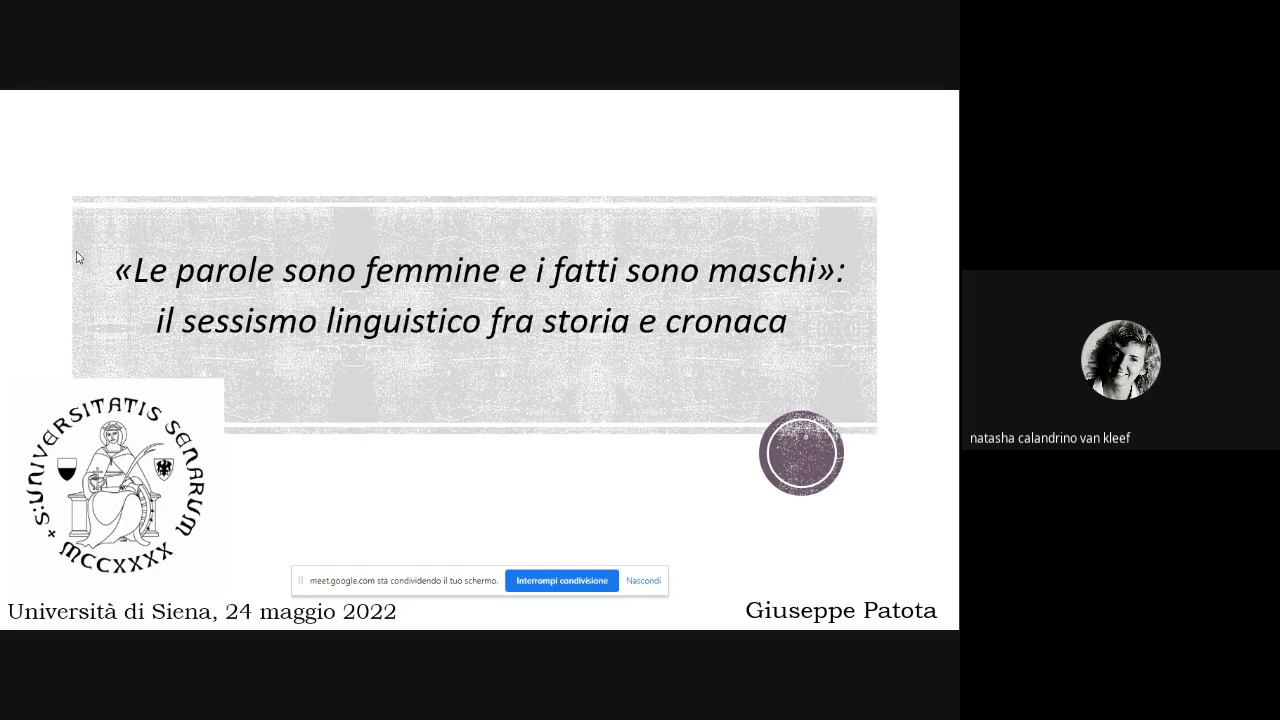 «Le parole sono femmine e i fatti sono maschi»:
il sessismo linguistico fra storia e cronaca
S:UNIVERSITATIS SENARUM
MCCXXXX
meet.google.com sta condividendo il tuo schermo.
Interrompi condivisione
Nascondi
Università di Siena, 24 maggio 2022
Giuseppe Patota
natasha calandrino van kleef